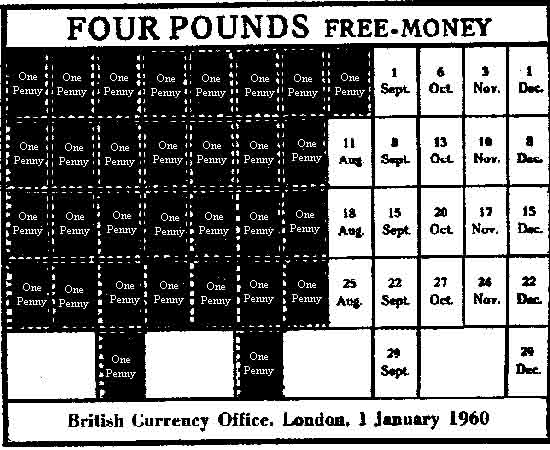 FOUR POUNDS FREE-MONEY
One One One One One One One One 1 6 3 1
Penny Penny Penny Penny Penny Penny Penny Penny Sept. Oct. Nov. Dec.
One One One One One One One 11 8 13 10 8
Penny Penny Penny Penny Penny Penny Penny Aug. Sept. Oct. Nov. Dec.
One One One One One One One 18 15 20 17 15
Penny Penny Penny Penny Penny Penny Penny Aug. Sept. Oct. Nov. Dec.
One One One One One One One 25 22 27 24 22
Penny Penny Penny Penny Penny Penny Penny Aug. Sept. Oct. Nov. Dec.
One One 29 29
Penny Penny Sept. Dec.
British Currency Office, London, 1 January 1960